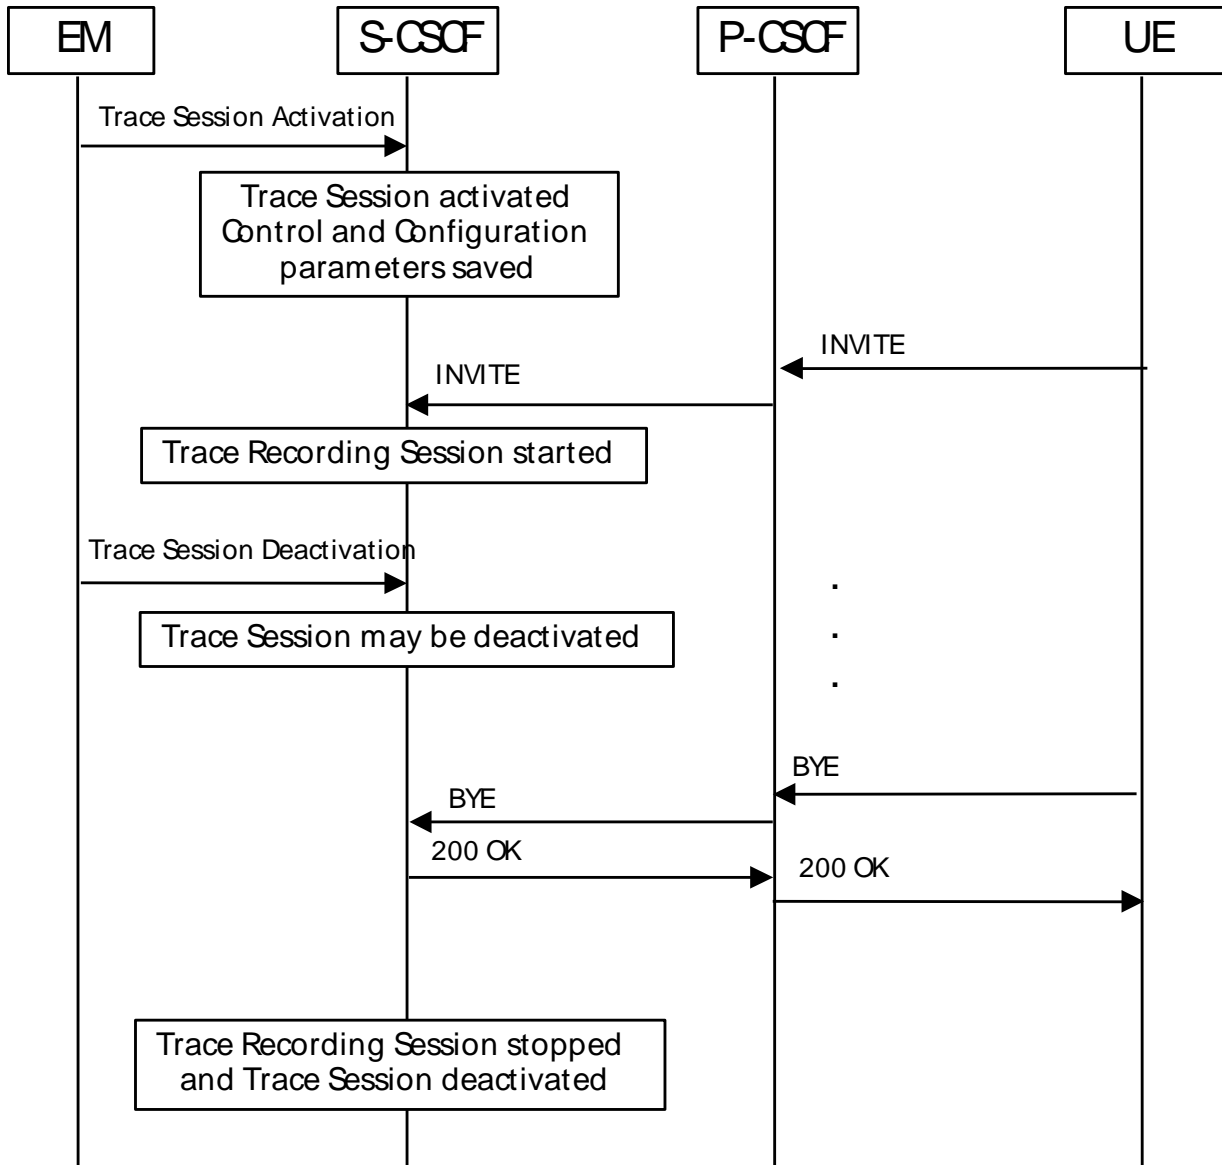 EM
S-CSCF
P-CSCF
UE
Trace Session Activation
Trace Session activated
Control and Configuration
parameters saved
INVITE
INVITE
Trace Recording Session started
Trace Session Deactivation
.
Trace Session may be deactivated
.
.
BYE
BYE
200 OK
200 OK
Trace Recording Session stopped
and Trace Session deactivated